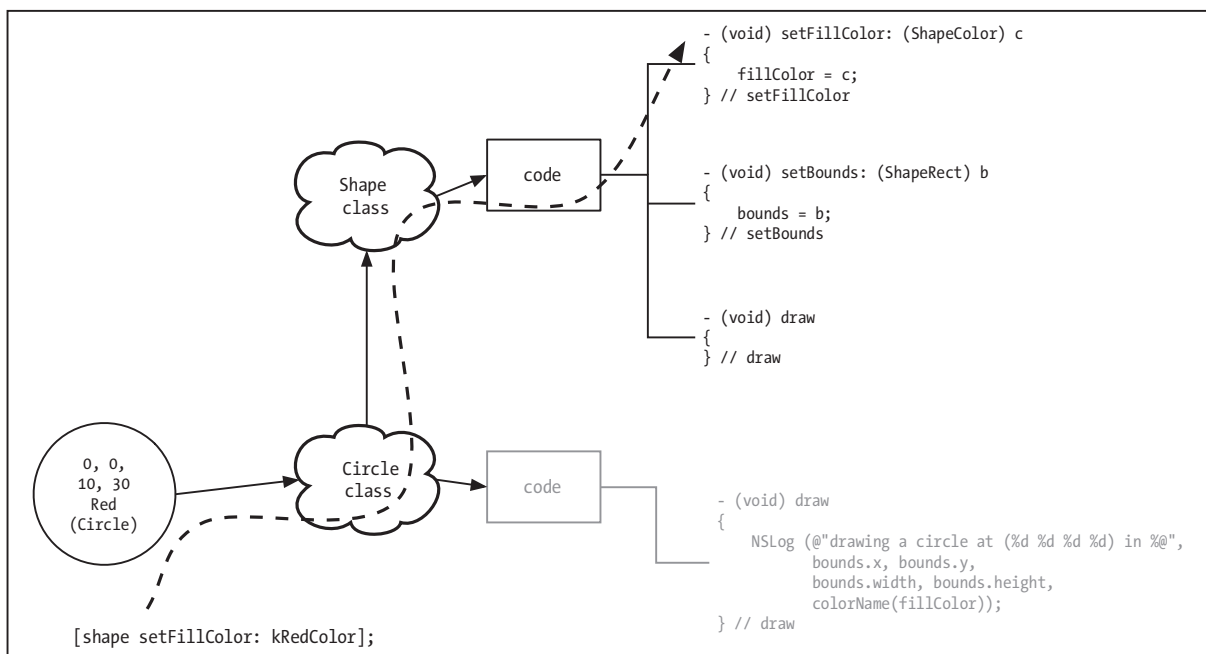 - (void) setFillColor: (ShapeColor) c
{
fillColor = c;
} // setFillColor
Shape
class
code
- (void) setBounds: (ShapeRect) b
{
bounds = b;
} // setBounds
- (void) draw
{
} // draw
0, 0,
10, 30
Red
(Circle)
Circle
class
code
- (void) draw
{
NSLog (@"drawing a circle at (%d %d %d %d) in %@",
bounds.x, bounds.y,
bounds.width, bounds.height,
colorName(fillColor));
} // draw
[shape setFillColor: kRedColor];